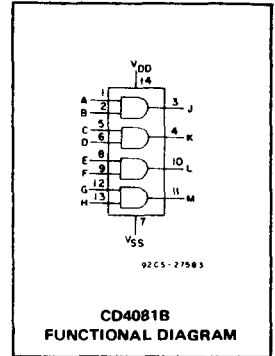 VDD
14
A 1
B 2
3 J
C 5
D 6
4 K
E 8
F 9
10 L
G 12
H 13
11 M
7
VSS
92CS-27583
CD4081B
FUNCTIONAL DIAGRAM